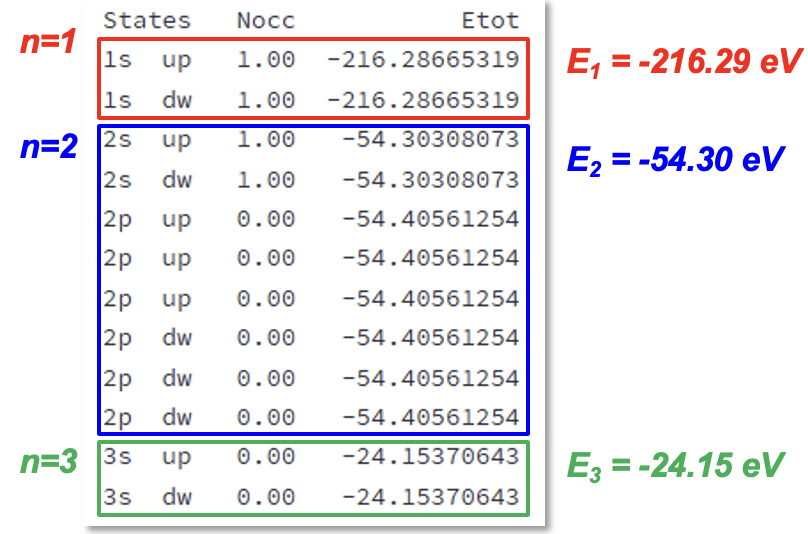 States Nocc Etot
n=1
1s up 1.00 -216.28665319
1s dw 1.00 -216.28665319
E1 = -216.29 eV
n=2
2s up 1.00 -54.30308073
2s dw 1.00 -54.30308073
2p up 0.00 -54.40561254
2p up 0.00 -54.40561254
2p up 0.00 -54.40561254
2p dw 0.00 -54.40561254
2p dw 0.00 -54.40561254
2p dw 0.00 -54.40561254
E2 = -54.30 eV
n=3
3s up 0.00 -24.15370643
3s dw 0.00 -24.15370643
E3 = -24.15 eV